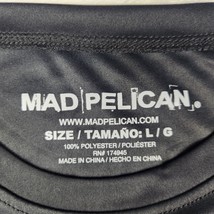 MAD PELICAN®
WWW.MADPELICAN.COM
SIZE / TAMAÑO: L / G
100% POLYESTER / POLIÉSTER
RN# 174945
MADE IN CHINA / HECHO EN CHINA